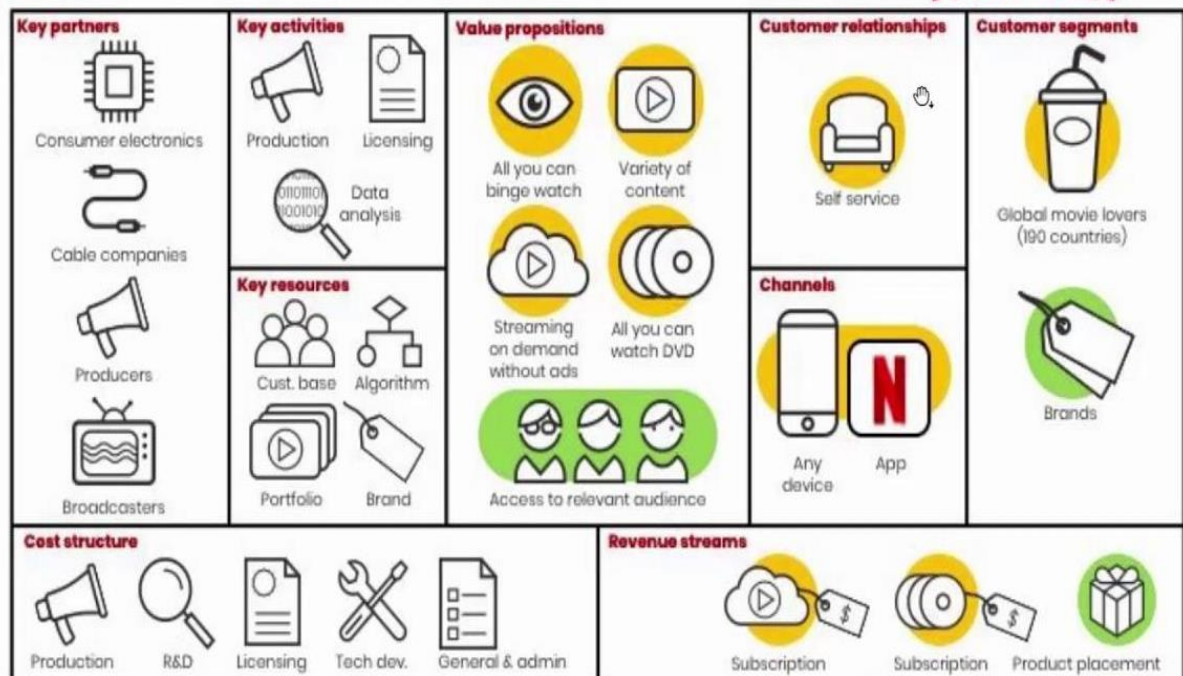 Key partners
Consumer electronics
Cable companies
Producers
Broadcasters
Key activities
Production
Licensing
Data
analysis
Key resources
Cust. base
Algorithm
Portfolio
Brand
Value propositions
All you can
binge watch
Variety of
content
Streaming
on demand
without ads
All you can
watch DVD
Access to relevant audience
Customer relationships
Self service
Channels
N
Any
device
App
Customer segments
Global movie lovers
(190 countries)
Brands
Cost structure
Production
R&D
Licensing
Tech dev.
General & admin
Revenue streams
$
Subscription
$
Subscription
Product placement